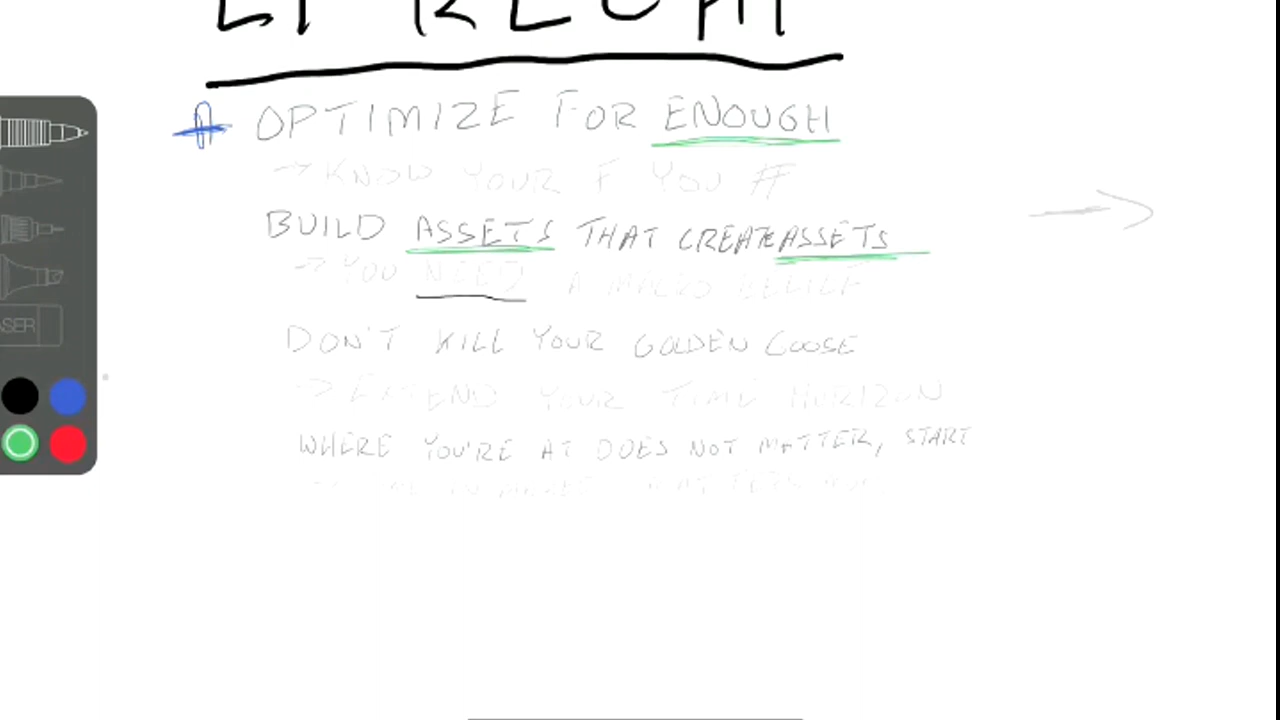 OPTIMIZE FOR ENOUGH
→ KNOW YOUR F YOU #
BUILD ASSETS THAT CREATE ASSETS
→ YOU NEED A MACRO BELIEF
DON'T KILL YOUR GOLDEN GOOSE
→ EXTEND YOUR TIME HORIZON
WHERE YOU'RE AT DOES NOT MATTER, START